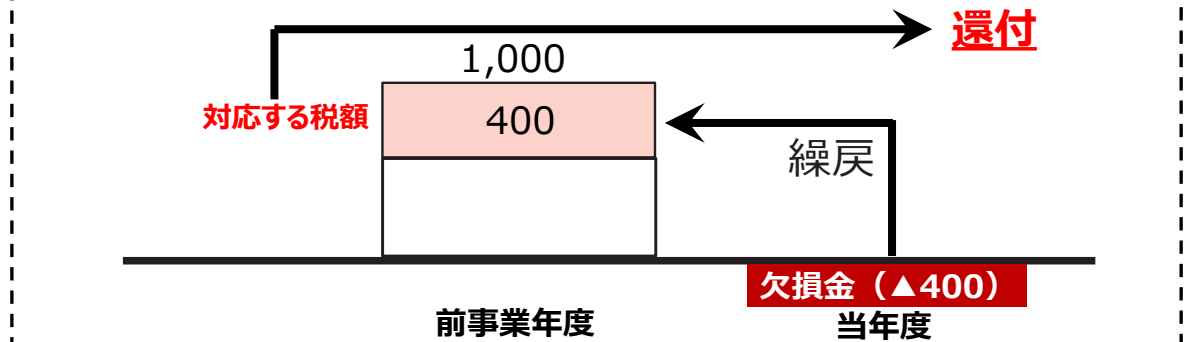 還付
1,000
対応する税額
400
繰戻
欠損金（▲400）
前事業年度
当年度